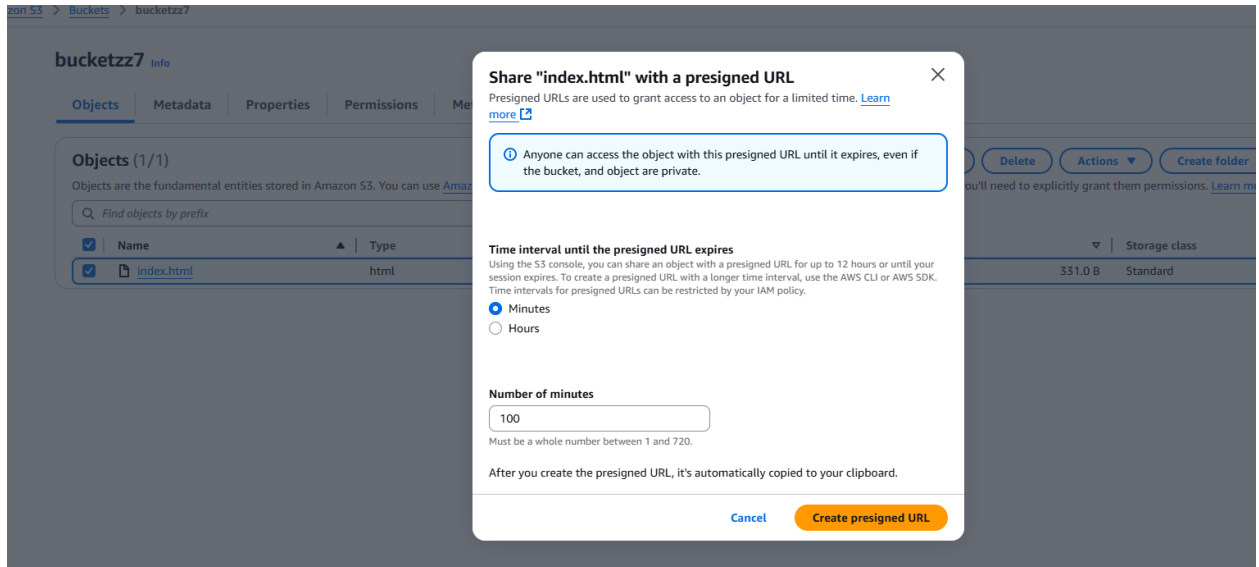 zon S3 > Buckets > bucketzz7
bucketzz7 Info
Objects Metadata Properties Permissions Me
Objects (1/1)
Delete Actions ▼ Create folder
Objects are the fundamental entities stored in Amazon S3. You can use Amaz
ou'll need to explicitly grant them permissions. Learn m
Find objects by prefix
Name ▲ Type
Storage class
index.html html
331.0 B Standard
Share "index.html" with a presigned URL
Presigned URLs are used to grant access to an object for a limited time. Learn
more
Anyone can access the object with this presigned URL until it expires, even if
the bucket, and object are private.
Time interval until the presigned URL expires
Using the S3 console, you can share an object with a presigned URL for up to 12 hours or until your
session expires. To create a presigned URL with a longer time interval, use the AWS CLI or AWS SDK.
Time intervals for presigned URLs can be restricted by your IAM policy.
Minutes
Hours
Number of minutes
100
Must be a whole number between 1 and 720.
After you create the presigned URL, it's automatically copied to your clipboard.
Cancel Create presigned URL